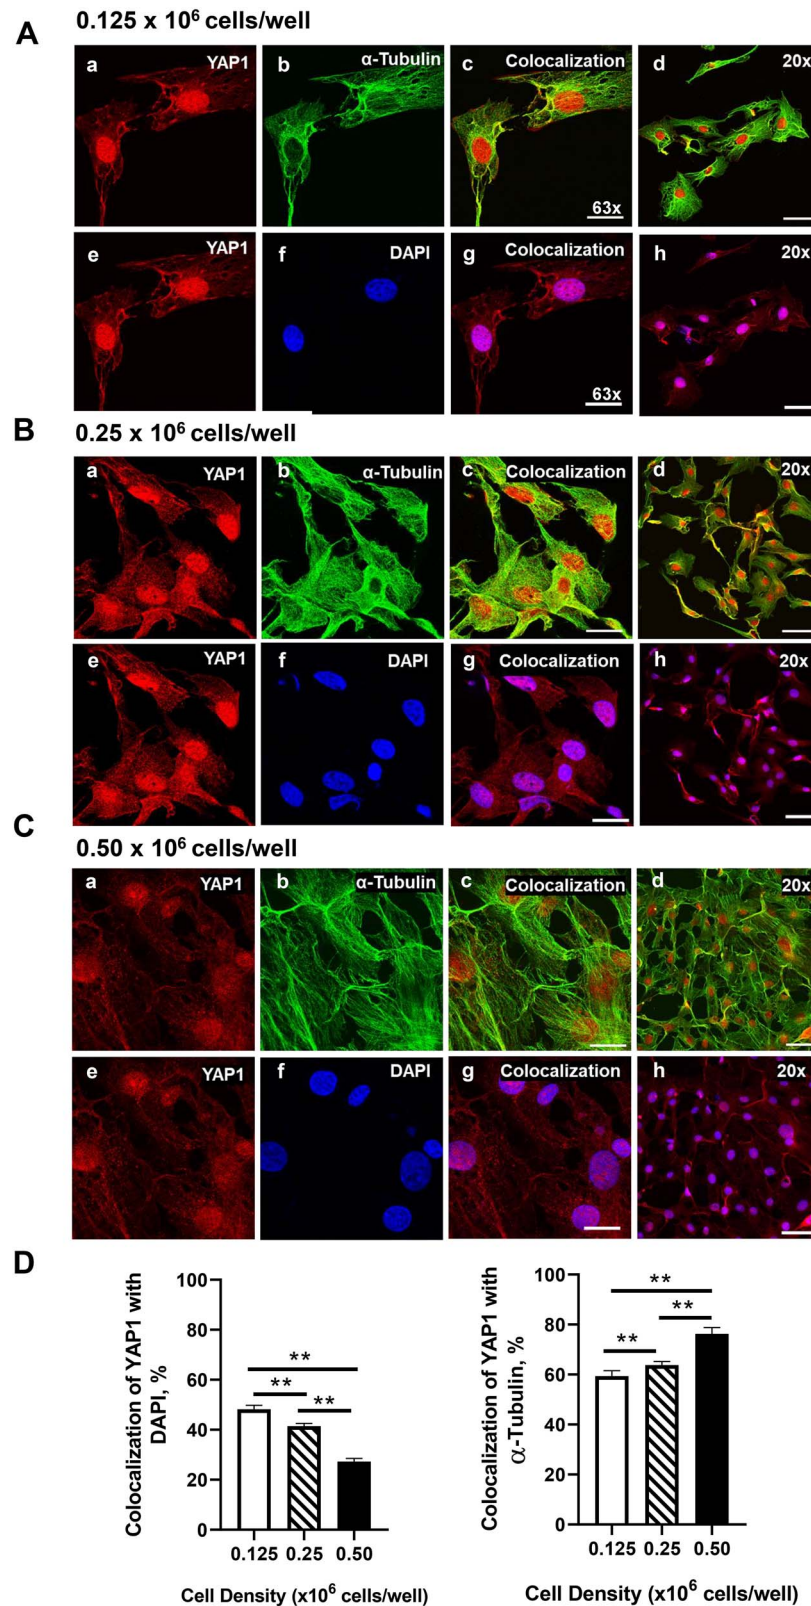 A
0.125 x 10⁶ cells/well
a YAP1
b α-Tubulin
c Colocalization
63x
d 20x
e YAP1
f DAPI
g Colocalization
63x
h 20x
B
0.25 x 10⁶ cells/well
a YAP1
b α-Tubulin
c Colocalization
d 20x
e YAP1
f DAPI
g Colocalization
h 20x
C
0.50 x 10⁶ cells/well
a YAP1
b α-Tubulin
c Colocalization
d 20x
e YAP1
f DAPI
g Colocalization
h 20x
D
Colocalization of YAP1 with
DAPI, %
100
80
60
40
20
0
**
**
**
0.125 0.25 0.50
Cell Density (x10⁶ cells/well)
Colocalization of YAP1 with
α-Tubulin, %
100
80
60
40
20
0
**
**
**
0.125 0.25 0.50
Cell Density (x10⁶ cells/well)